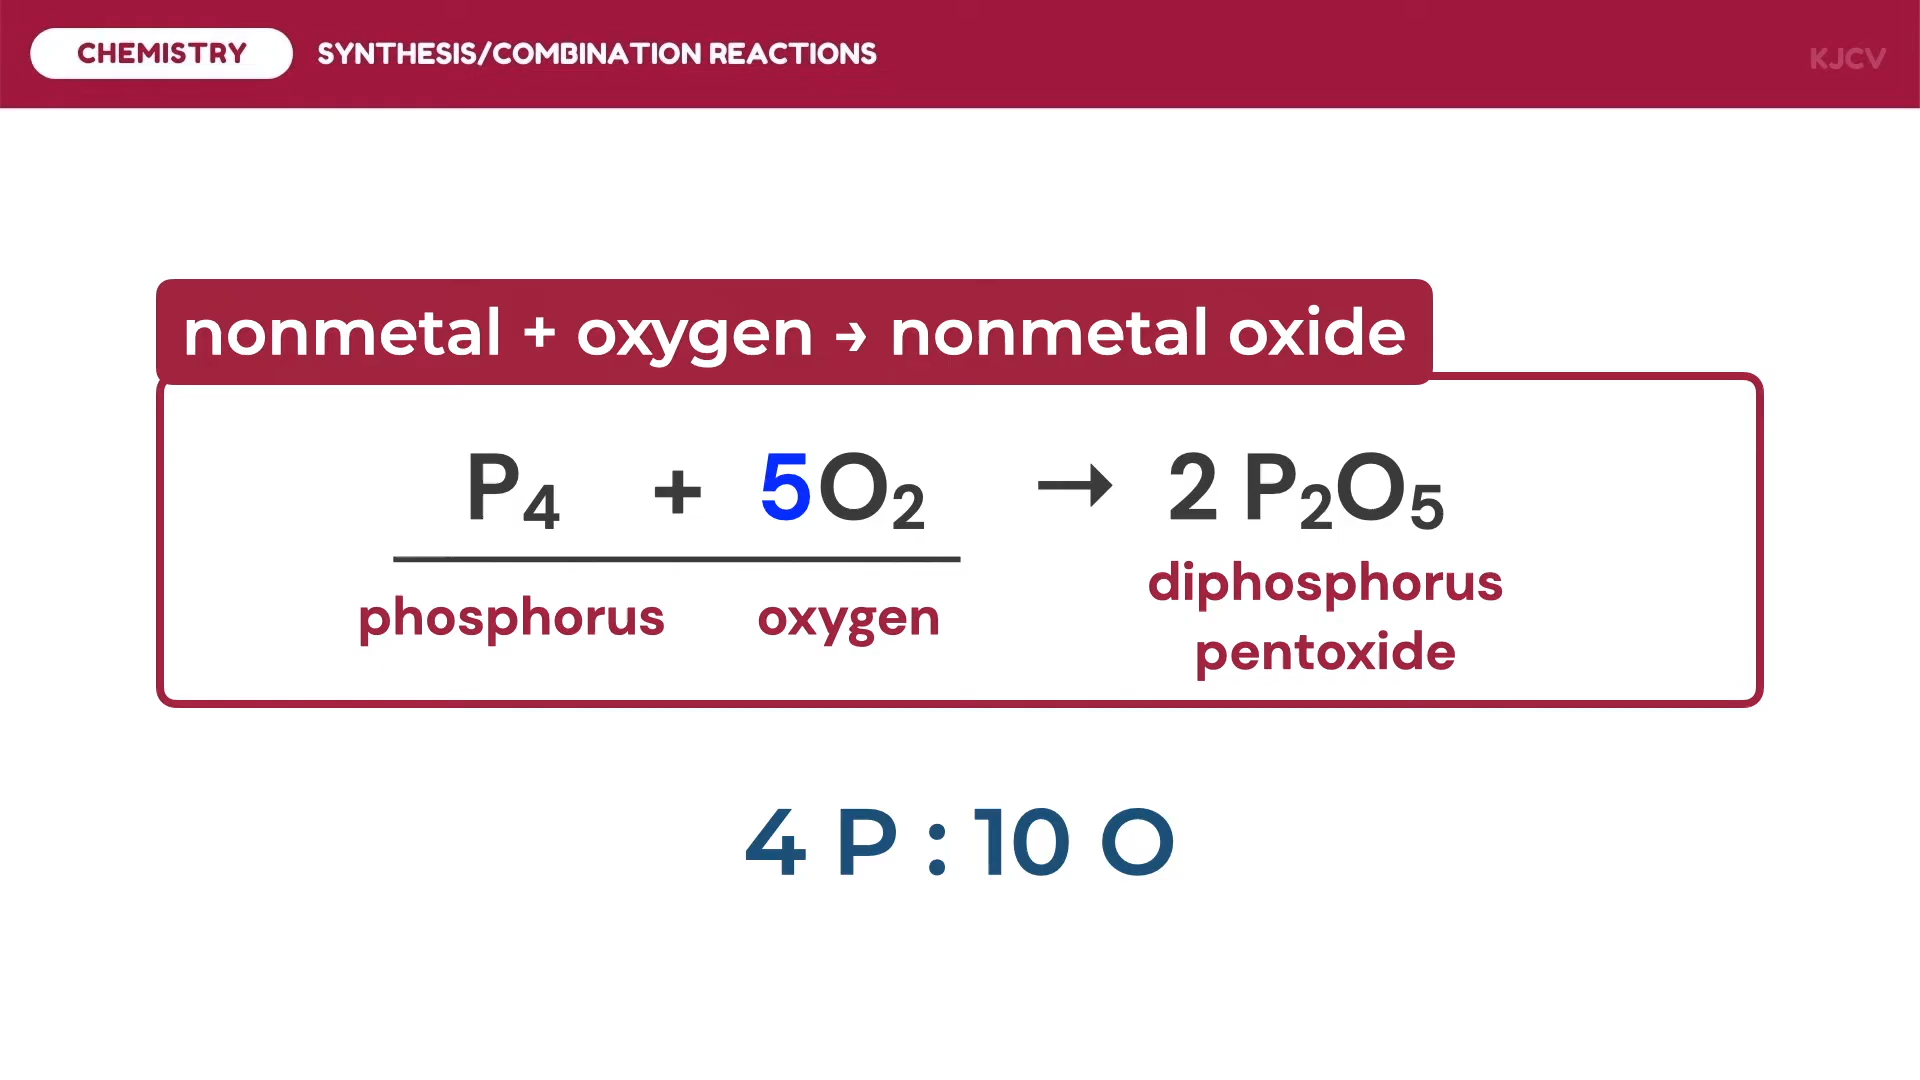 CHEMISTRY SYNTHESIS/COMBINATION REACTIONS KJCV
nonmetal + oxygen → nonmetal oxide
P₄ + 5O₂ → 2 P₂O₅
phosphorus oxygen diphosphorus
pentoxide
4 P : 10 O